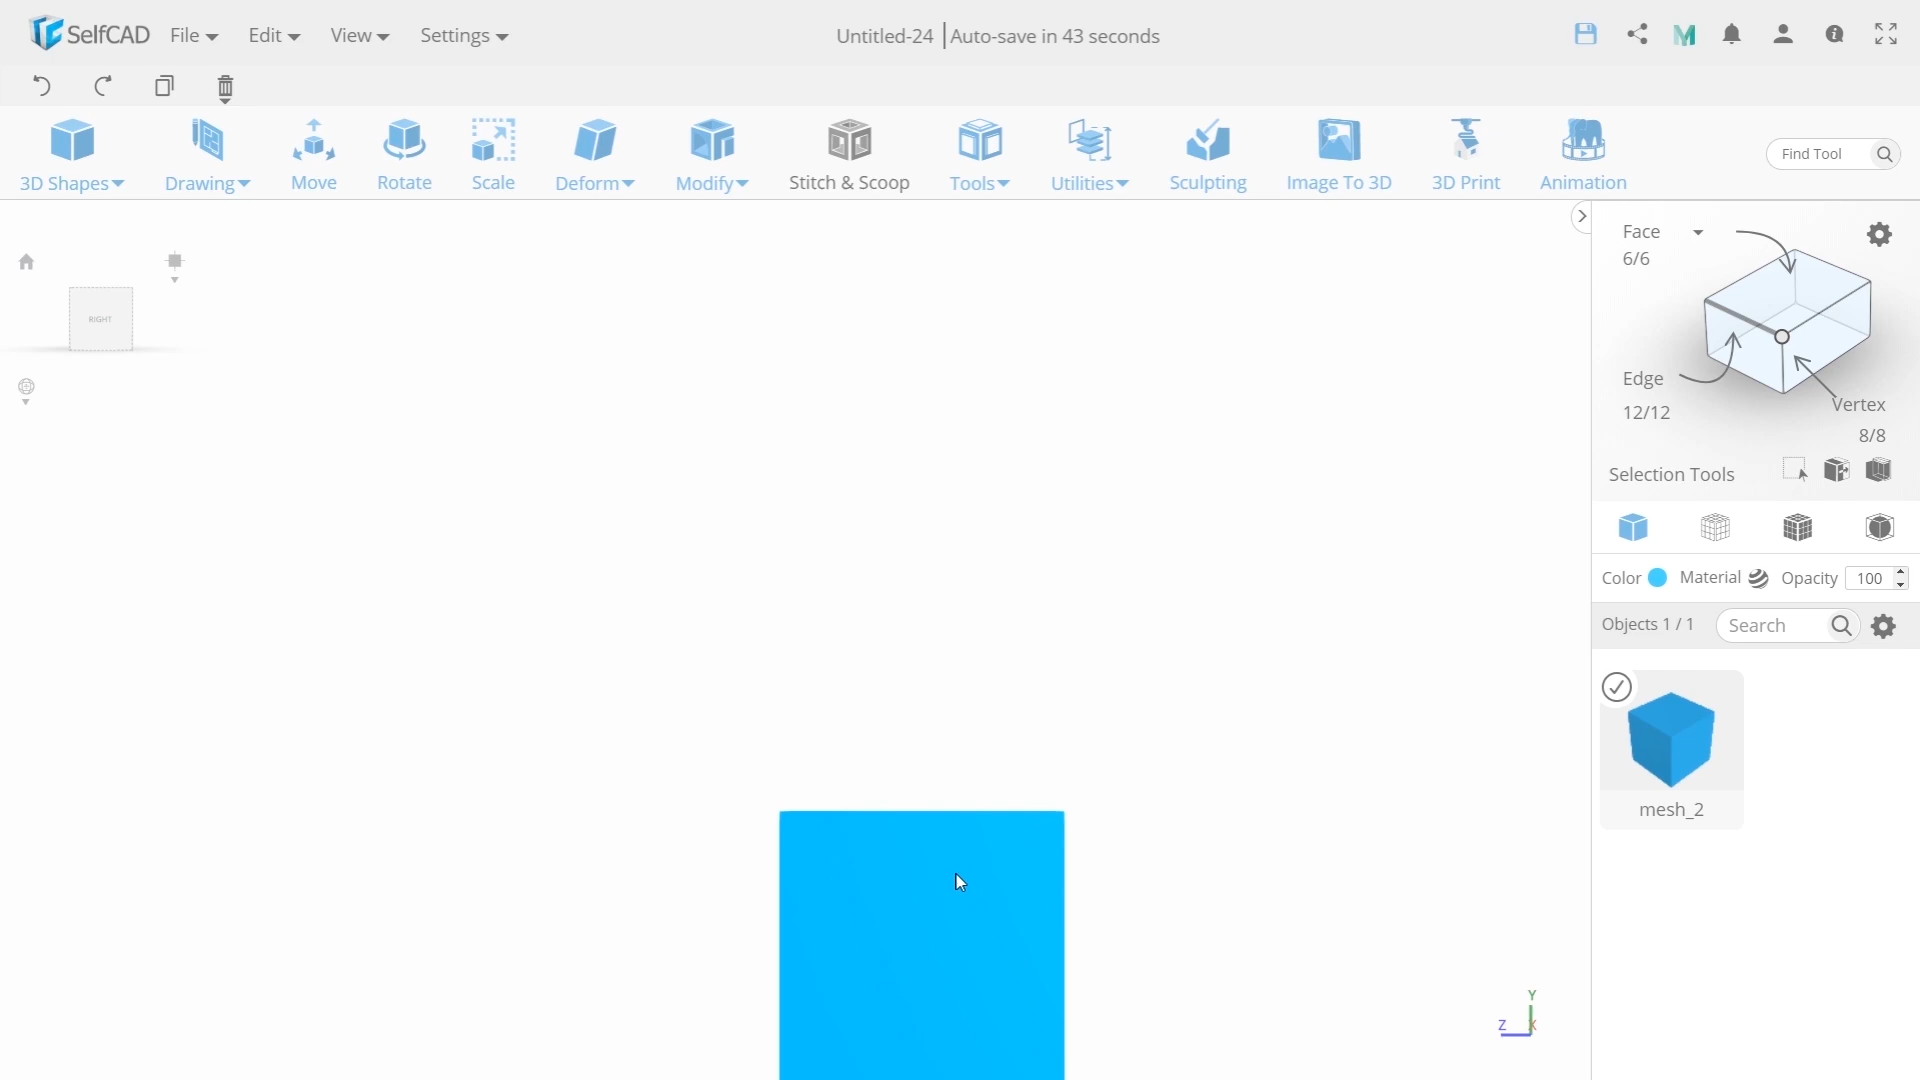 SelfCAD File Edit View Settings Untitled-24 Auto-save in 43 seconds
3D Shapes Drawing Move Rotate Scale Deform Modify Stitch & Scoop Tools Utilities Sculpting Image To 3D 3D Print Animation Find Tool
Face
6/6
RIGHT
Edge
12/12
Vertex
8/8
Selection Tools
Color Material Opacity 100
Objects 1 / 1 Search
mesh_2
Y
Z X